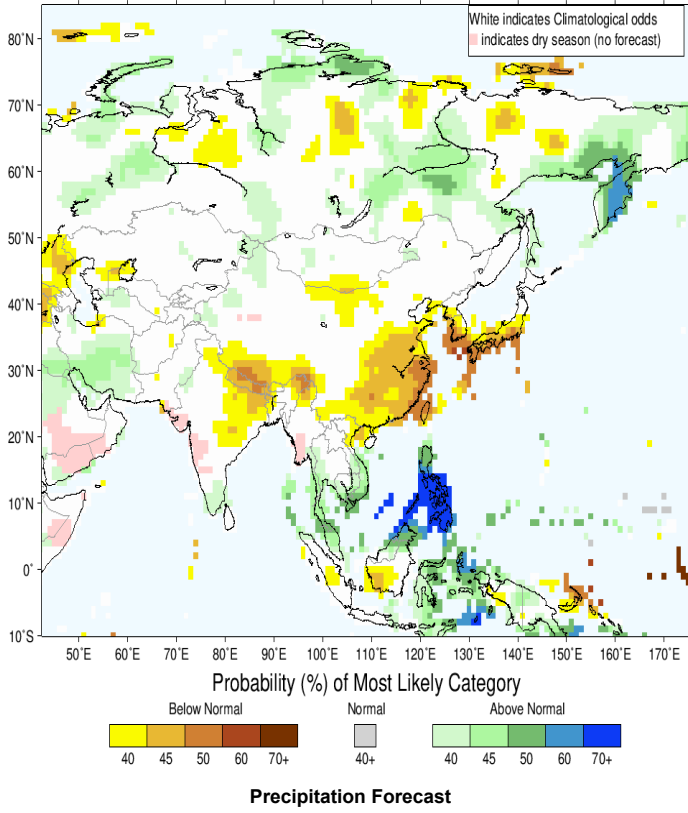 White indicates Climatological odds
indicates dry season (no forecast)
80°N
70°N
60°N
50°N
40°N
30°N
20°N
10°N
0°
10°S
50°E 60°E 70°E 80°E 90°E 100°E 110°E 120°E 130°E 140°E 150°E 160°E 170°E
Probability (%) of Most Likely Category
Below Normal Normal Above Normal
40 45 50 60 70+ 40+ 40 45 50 60 70+
Precipitation Forecast